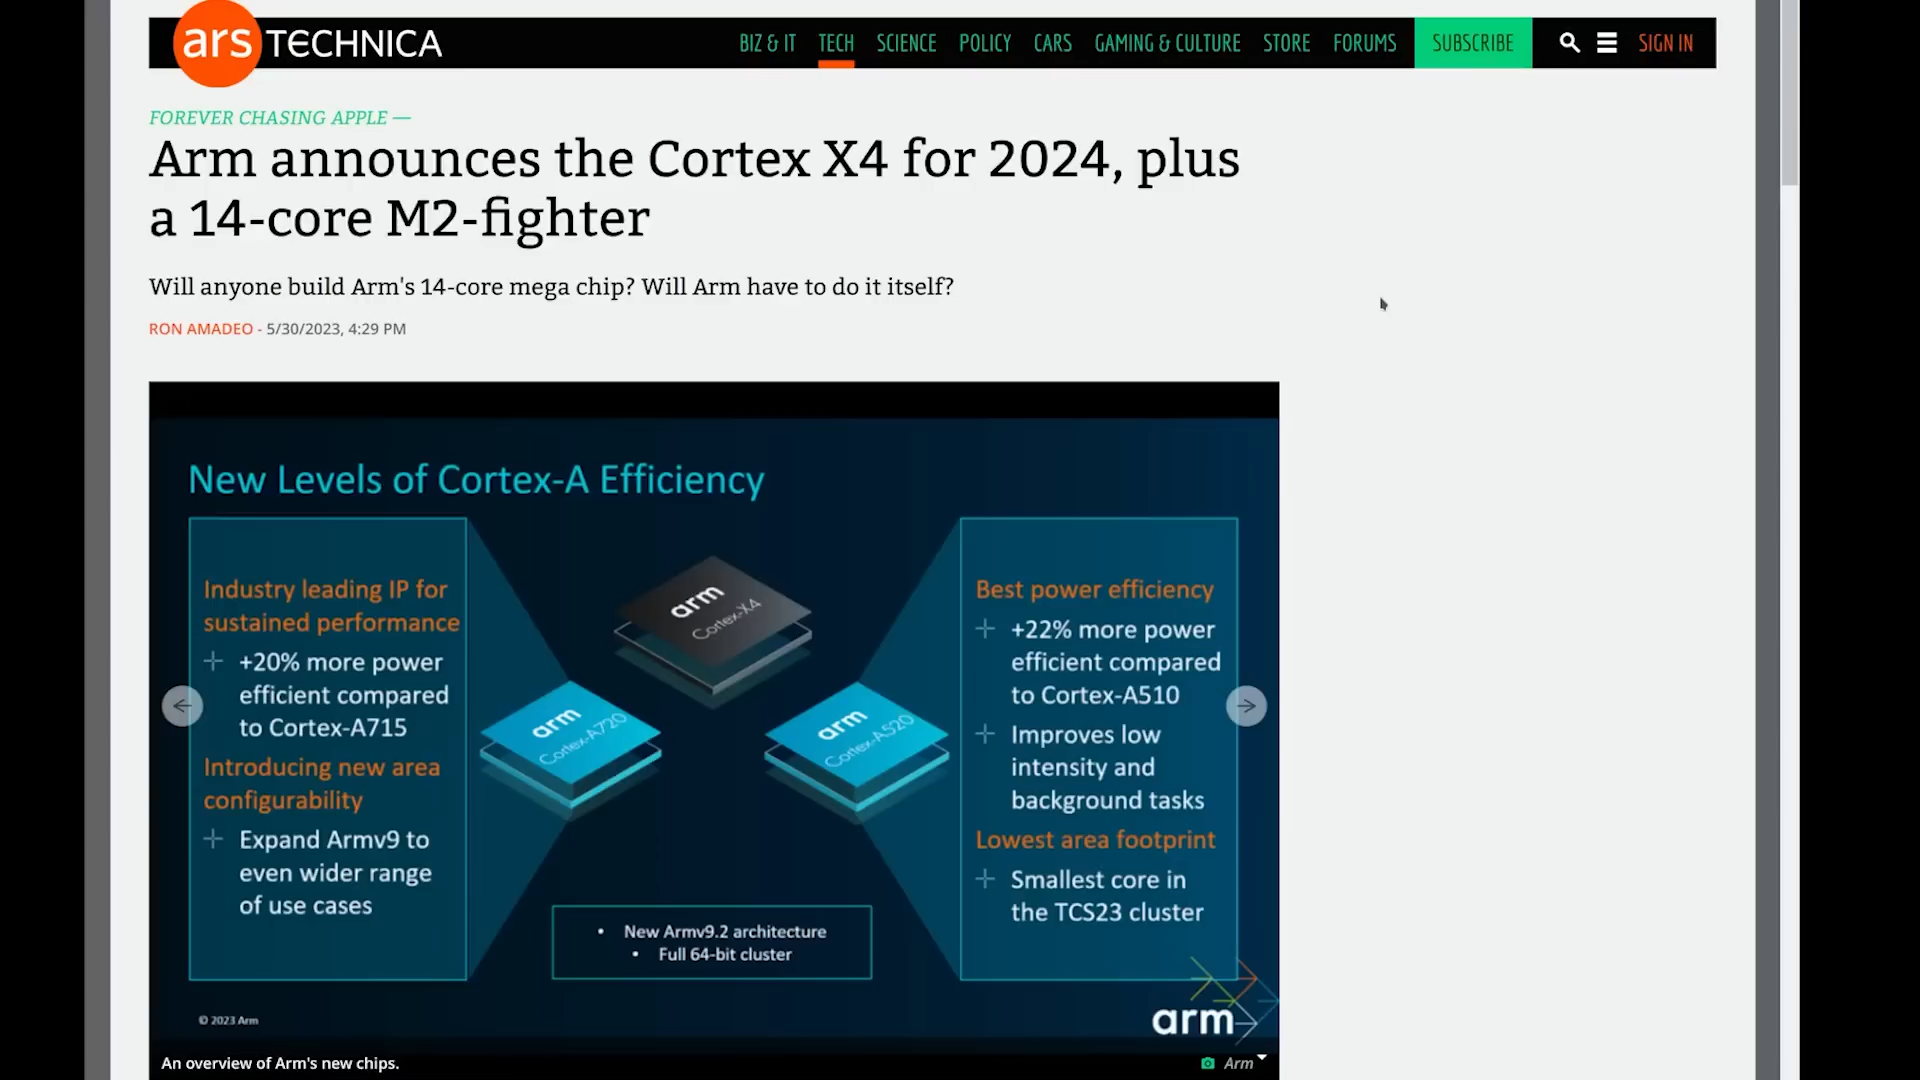 ars TECHNICA
BIZ & IT TECH SCIENCE POLICY CARS GAMING & CULTURE STORE FORUMS SUBSCRIBE SIGN IN
FOREVER CHASING APPLE —
Arm announces the Cortex X4 for 2024, plus
a 14-core M2-fighter
Will anyone build Arm's 14-core mega chip? Will Arm have to do it itself?
RON AMADEO - 5/30/2023, 4:29 PM
New Levels of Cortex-A Efficiency
Industry leading IP for
sustained performance
+20% more power
efficient compared
to Cortex-A715
Introducing new area
configurability
Expand Armv9 to
even wider range
of use cases
arm
Cortex-X4
arm
Cortex-A720
arm
Cortex-A520
• New Armv9.2 architecture
• Full 64-bit cluster
Best power efficiency
+22% more power
efficient compared
to Cortex-A510
Improves low
intensity and
background tasks
Lowest area footprint
Smallest core in
the TCS23 cluster
© 2023 Arm
arm
An overview of Arm's new chips.
Arm